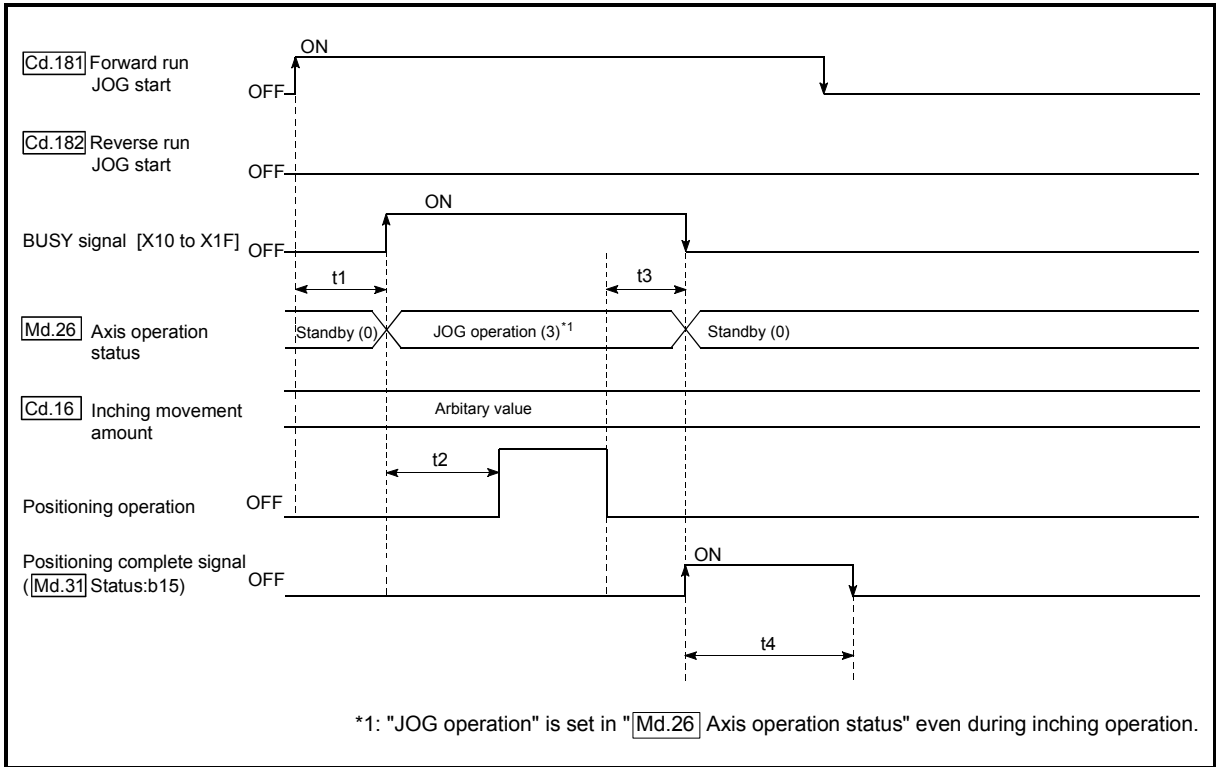 ON
Cd.181 Forward run
JOG start
OFF
Cd.182 Reverse run
JOG start
OFF
ON
BUSY signal [X10 to X1F]
OFF
t1
t3
Md.26 Axis operation
status
Standby (0)
JOG operation (3)*1
Standby (0)
Cd.16 Inching movement
amount
Arbitary value
t2
Positioning operation
OFF
Positioning complete signal
(Md.31 Status:b15)
OFF
ON
t4
*1: "JOG operation" is set in "Md.26 Axis operation status" even during inching operation.